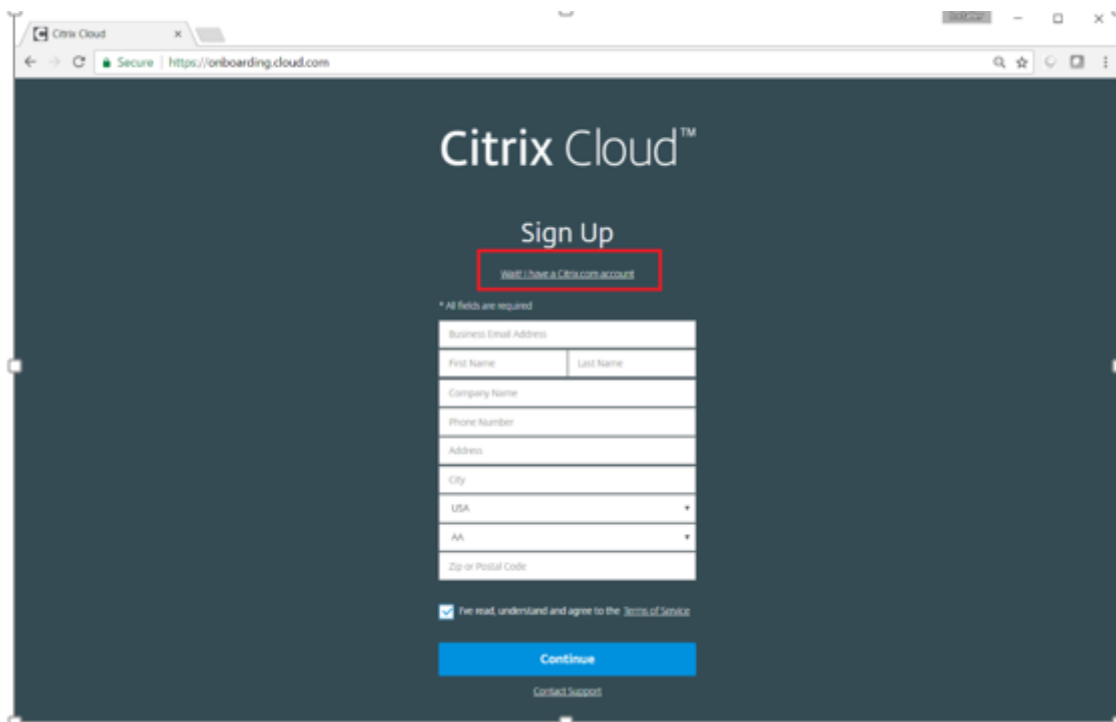 Citrix Cloud
Secure | https://onboarding.cloud.com
Citrix Cloud™
Sign Up
Wait! I have a Citrix.com account
* All fields are required
Business Email Address
First Name Last Name
Company Name
Phone Number
Address
City
USA
AA
Zip or Postal Code
I've read, understand and agree to the Terms of Service
Continue
Contact Support